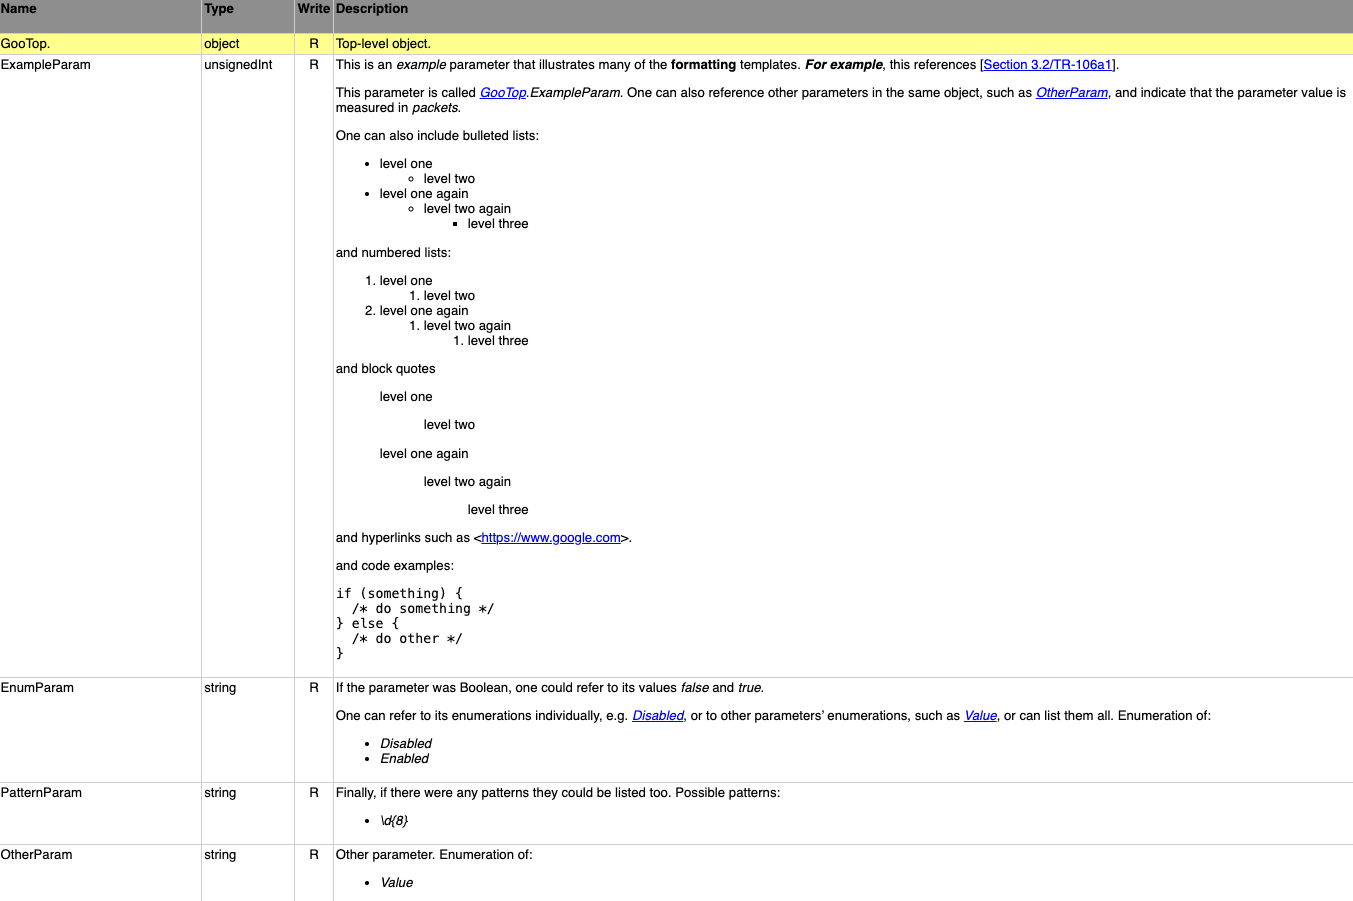 Name Type Write Description
GooTop. object R Top-level object.
ExampleParam unsignedInt R This is an example parameter that illustrates many of the formatting templates. For example, this references [Section 3.2/TR-106a1].
This parameter is called GooTop.ExampleParam. One can also reference other parameters in the same object, such as OtherParam, and indicate that the parameter value is
measured in packets.
One can also include bulleted lists:
• level one
◦ level two
• level one again
◦ level two again
▪ level three
and numbered lists:
1. level one
1. level two
2. level one again
1. level two again
1. level three
and block quotes
level one
level two
level one again
level two again
level three
and hyperlinks such as <https://www.google.com>.
and code examples:
if (something) {
  /* do something */
} else {
  /* do other */
}
EnumParam string R If the parameter was Boolean, one could refer to its values false and true.
One can refer to its enumerations individually, e.g. Disabled, or to other parameters’ enumerations, such as Value, or can list them all. Enumeration of:
• Disabled
• Enabled
PatternParam string R Finally, if there were any patterns they could be listed too. Possible patterns:
• \d{8}
OtherParam string R Other parameter. Enumeration of:
• Value